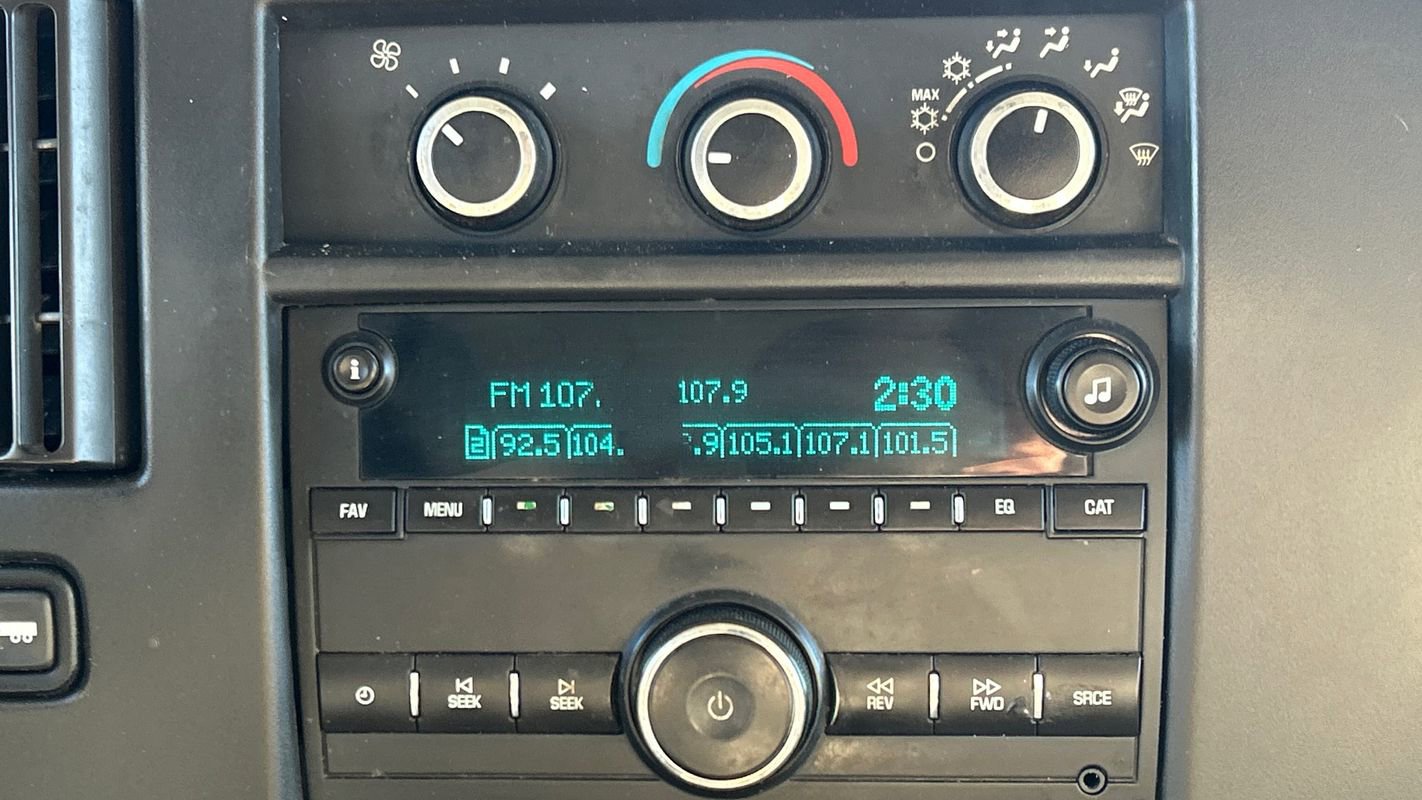 MAX
i
FM 107. 107.9 2:30
2 92.5 104. .9 105.1 107.1 101.5
FAV MENU EQ CAT
SEEK SEEK REV FWD SRCE